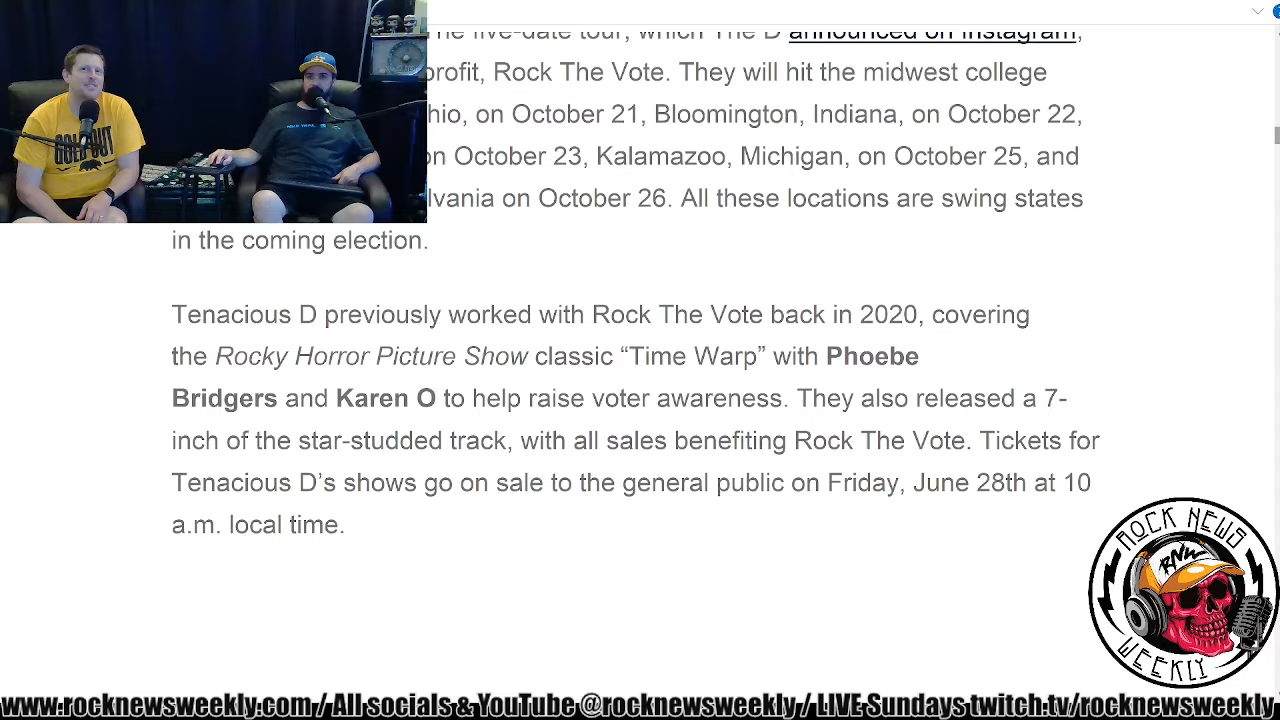 The five-date tour, which The D announced on Instagram,
profit, Rock The Vote. They will hit the midwest college
hio, on October 21, Bloomington, Indiana, on October 22,
on October 23, Kalamazoo, Michigan, on October 25, and
lvania on October 26. All these locations are swing states
in the coming election.
Tenacious D previously worked with Rock The Vote back in 2020, covering
the Rocky Horror Picture Show classic “Time Warp” with Phoebe
Bridgers and Karen O to help raise voter awareness. They also released a 7-
inch of the star-studded track, with all sales benefiting Rock The Vote. Tickets for
Tenacious D’s shows go on sale to the general public on Friday, June 28th at 10
a.m. local time.
ROCK NEWS
RNW
WEEKLY
www.rocknewsweekly.com / All socials & YouTube @rocknewsweekly / LIVE Sundays twitch.tv/rocknewsweekly